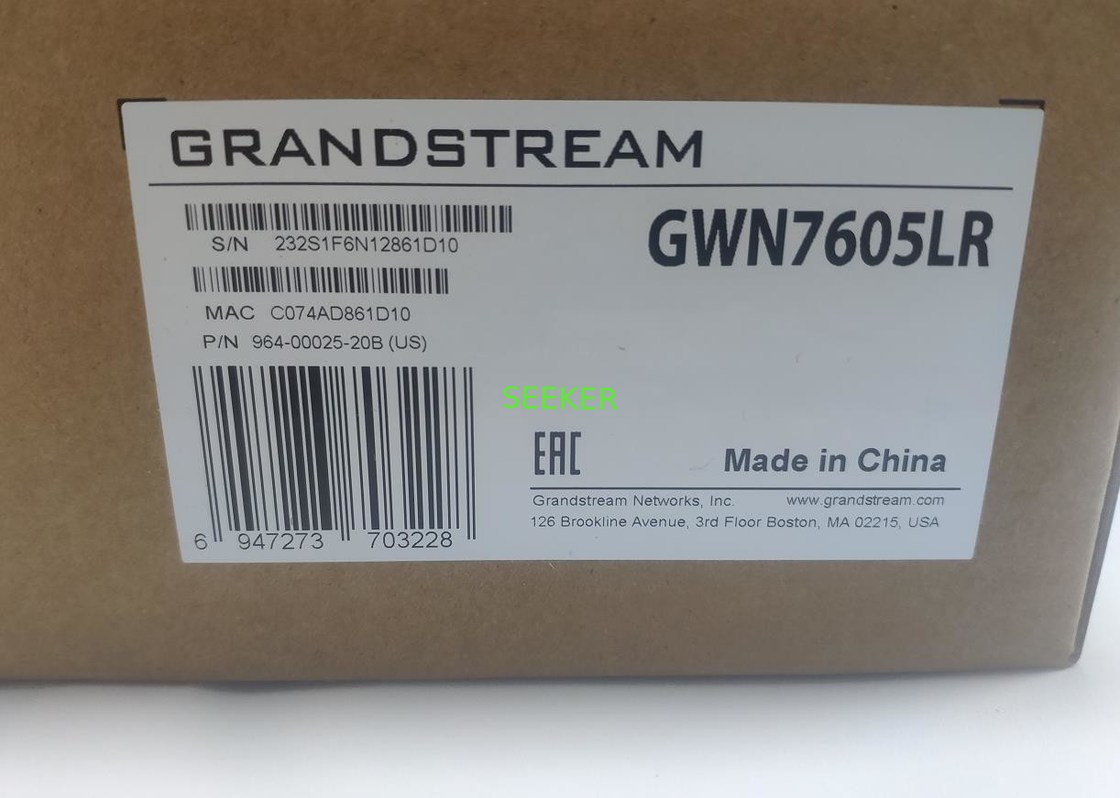 GRANDSTREAM
GWN7605LR
S/N 232S1F6N12861D10
MAC C074AD861D10
P/N 964-00025-20B (US)
SEEKER
EAC
Made in China
Grandstream Networks, Inc. www.grandstream.com
126 Brookline Avenue, 3rd Floor Boston, MA 02215, USA
6 947273 703228